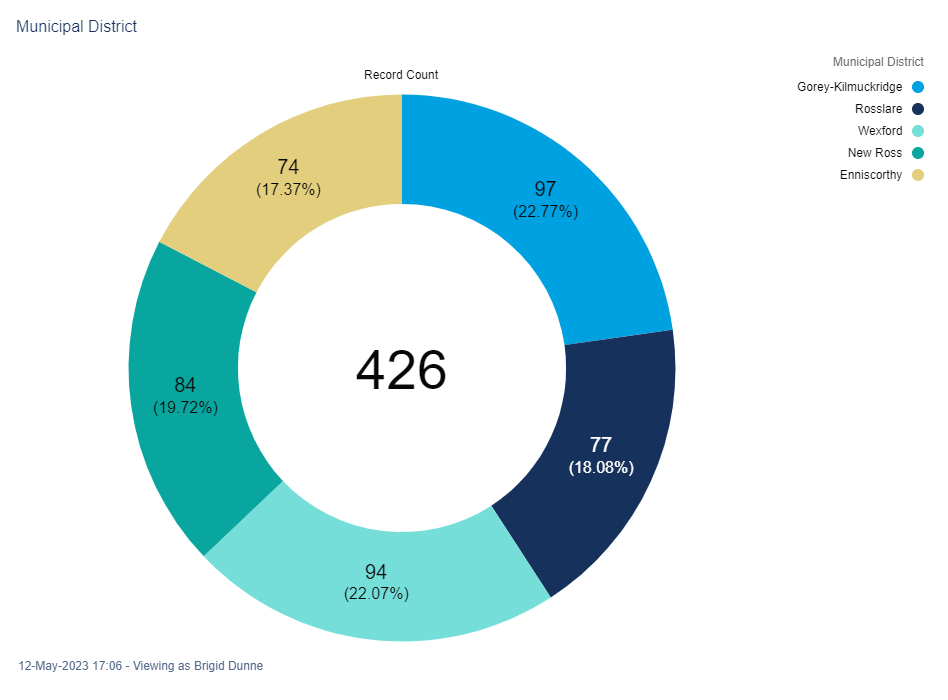 Municipal District
Record Count
Municipal District
Gorey-Kilmuckridge
Rosslare
Wexford
New Ross
Enniscorthy
74
(17.37%)
97
(22.77%)
426
84
(19.72%)
77
(18.08%)
94
(22.07%)
12-May-2023 17:06 - Viewing as Brigid Dunne